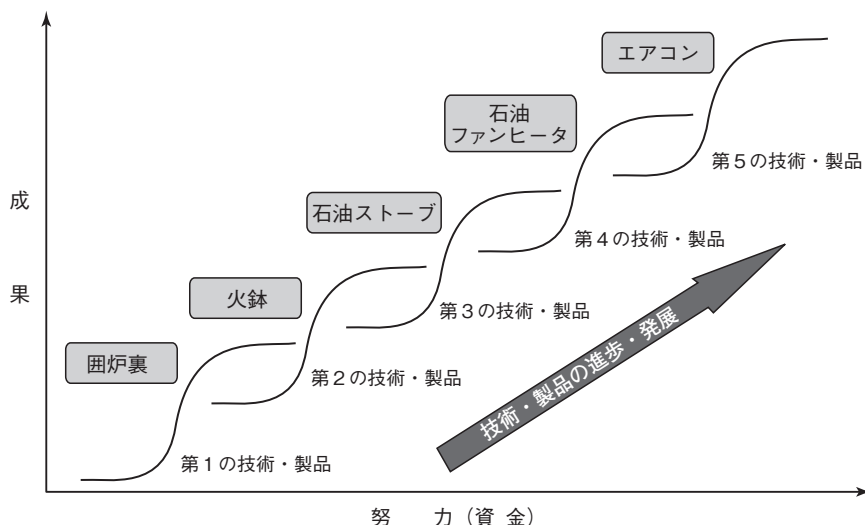 エアコン
石油
ファンヒータ
第5の技術・製品
成果
石油ストーブ
第4の技術・製品
火鉢
第3の技術・製品
囲炉裏
第2の技術・製品
技術・製品の進歩・発展
第1の技術・製品
努力（資金）